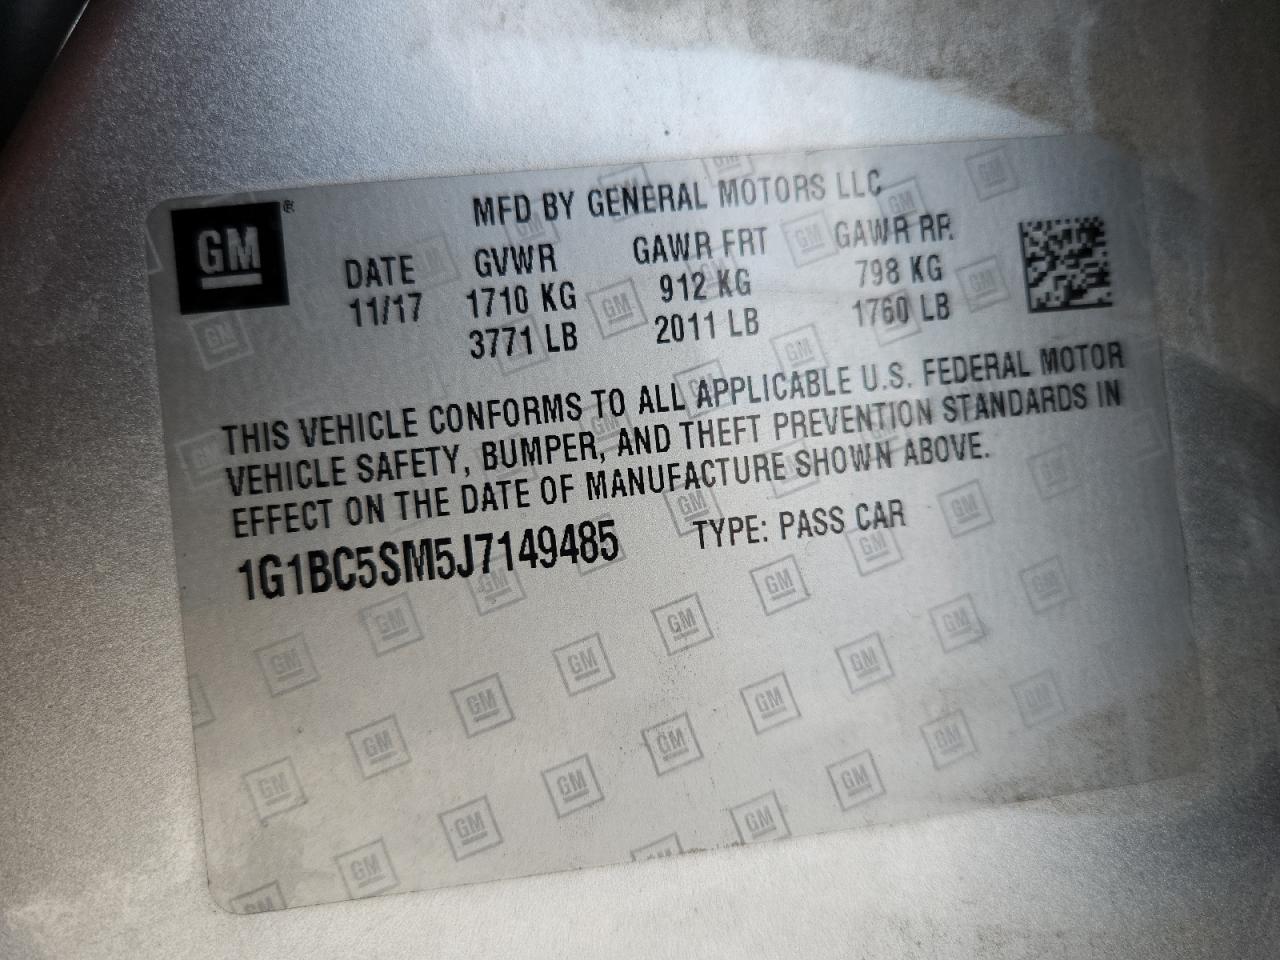 GM®
MFD BY GENERAL MOTORS LLC
DATE GVWR GAWR FRT GAWR RR
11/17 1710 KG 912 KG 798 KG
3771 LB 2011 LB 1760 LB
THIS VEHICLE CONFORMS TO ALL APPLICABLE U.S. FEDERAL MOTOR
VEHICLE SAFETY, BUMPER, AND THEFT PREVENTION STANDARDS IN
EFFECT ON THE DATE OF MANUFACTURE SHOWN ABOVE.
1G1BC5SM5J7149485 TYPE: PASS CAR